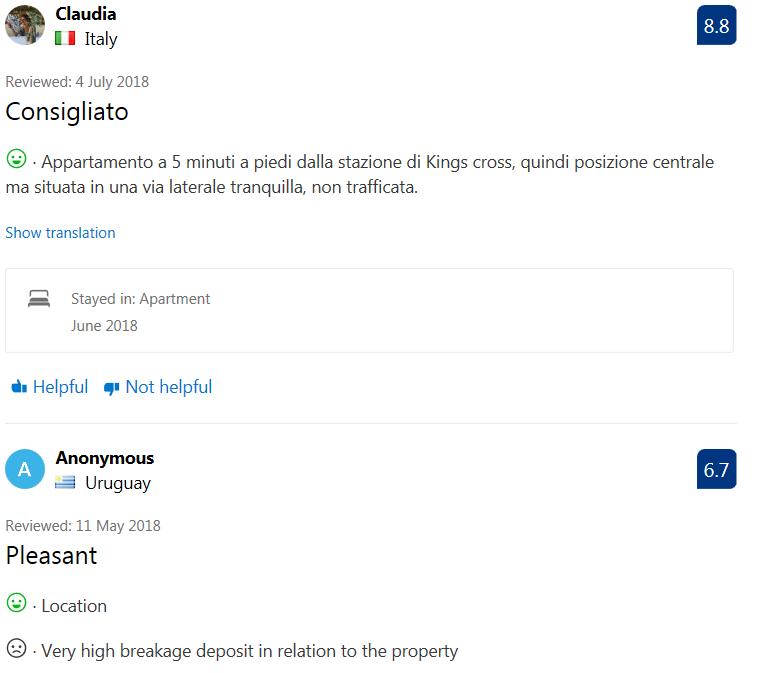 Claudia
Italy
8.8
Reviewed: 4 July 2018
Consigliato
· Appartamento a 5 minuti a piedi dalla stazione di Kings cross, quindi posizione centrale
ma situata in una via laterale tranquilla, non trafficata.
Show translation
Stayed in: Apartment
June 2018
Helpful Not helpful
A
Anonymous
Uruguay
6.7
Reviewed: 11 May 2018
Pleasant
· Location
· Very high breakage deposit in relation to the property